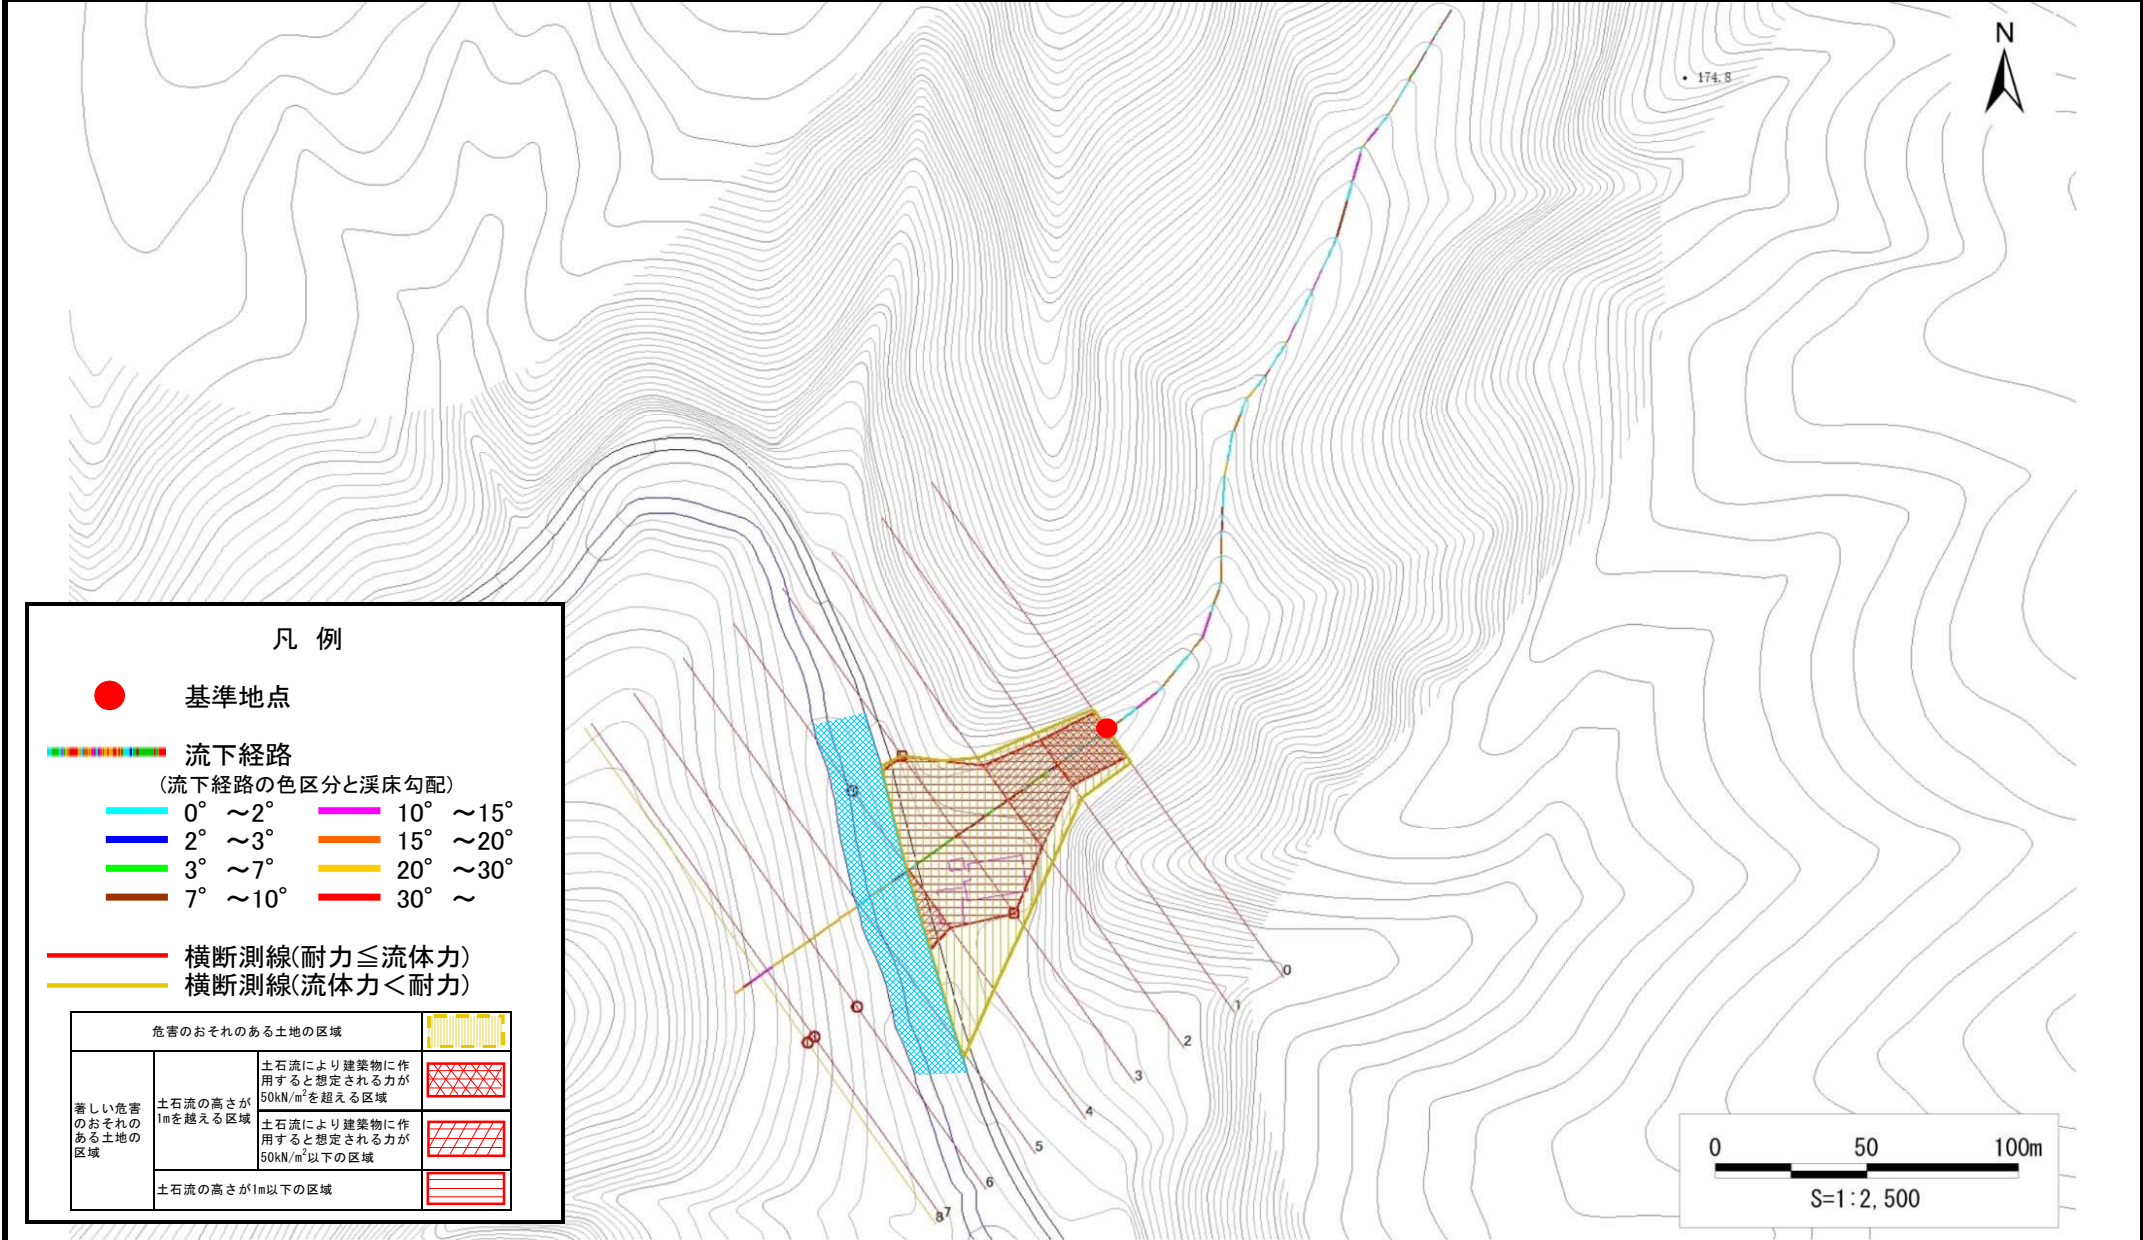 N
174.8
凡 例
基準地点
流下経路
(流下経路の色区分と渓床勾配)
0° ～2° 10° ～15°
2° ～3° 15° ～20°
3° ～7° 20° ～30°
7° ～10° 30° ～
横断測線(耐力≦流体力)
横断測線(流体力＜耐力)
危害のおそれのある土地の区域
著しい危害
のおそれの
ある土地の
区域
土石流の高さが
1mを越える区域
土石流により建築物に作
用すると想定される力が
50kN/m²を超える区域
土石流により建築物に作
用すると想定される力が
50kN/m²以下の区域
土石流の高さが1m以下の区域
0
1
2
3
4
5
6
7
8
0 50 100m
S=1:2,500